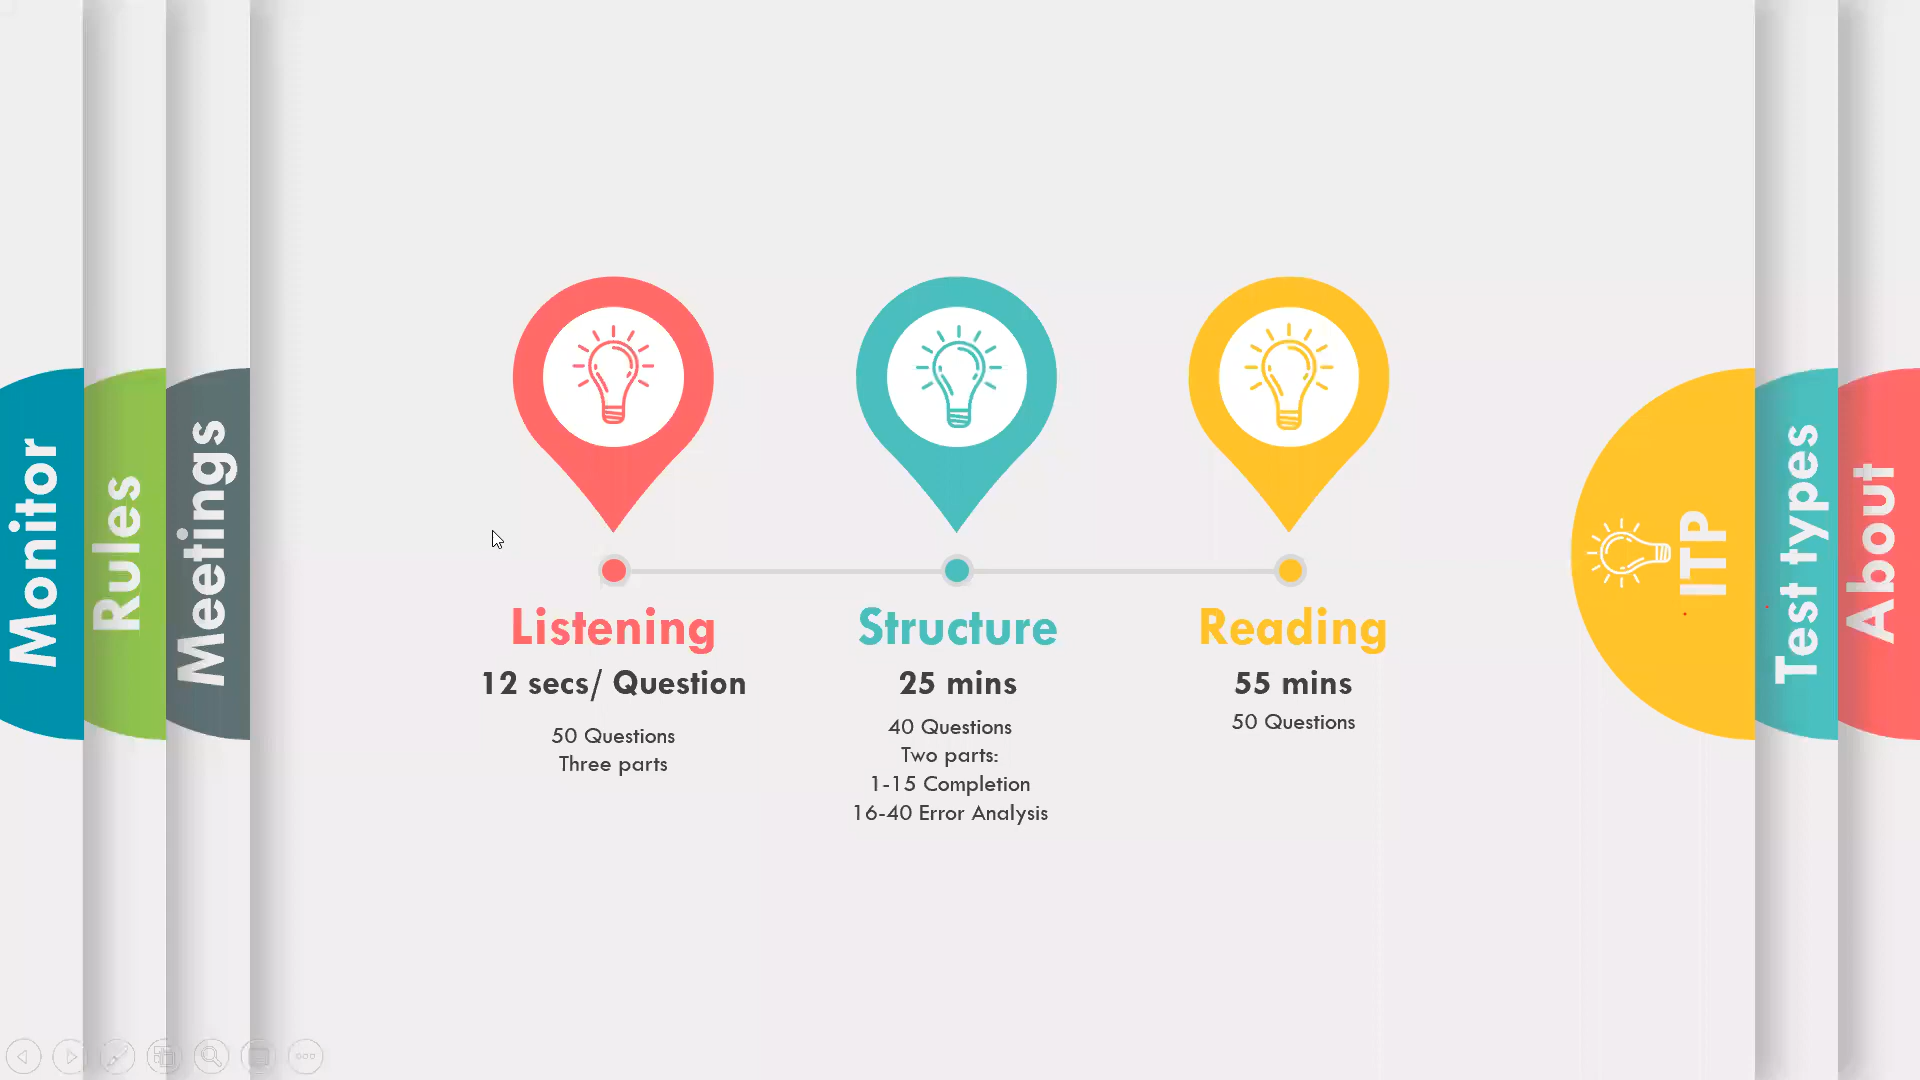 Monitor
Rules
Meetings
Listening
12 secs/ Question
50 Questions
Three parts
Structure
25 mins
40 Questions
Two parts:
1-15 Completion
16-40 Error Analysis
Reading
55 mins
50 Questions
ITP
Test types
About